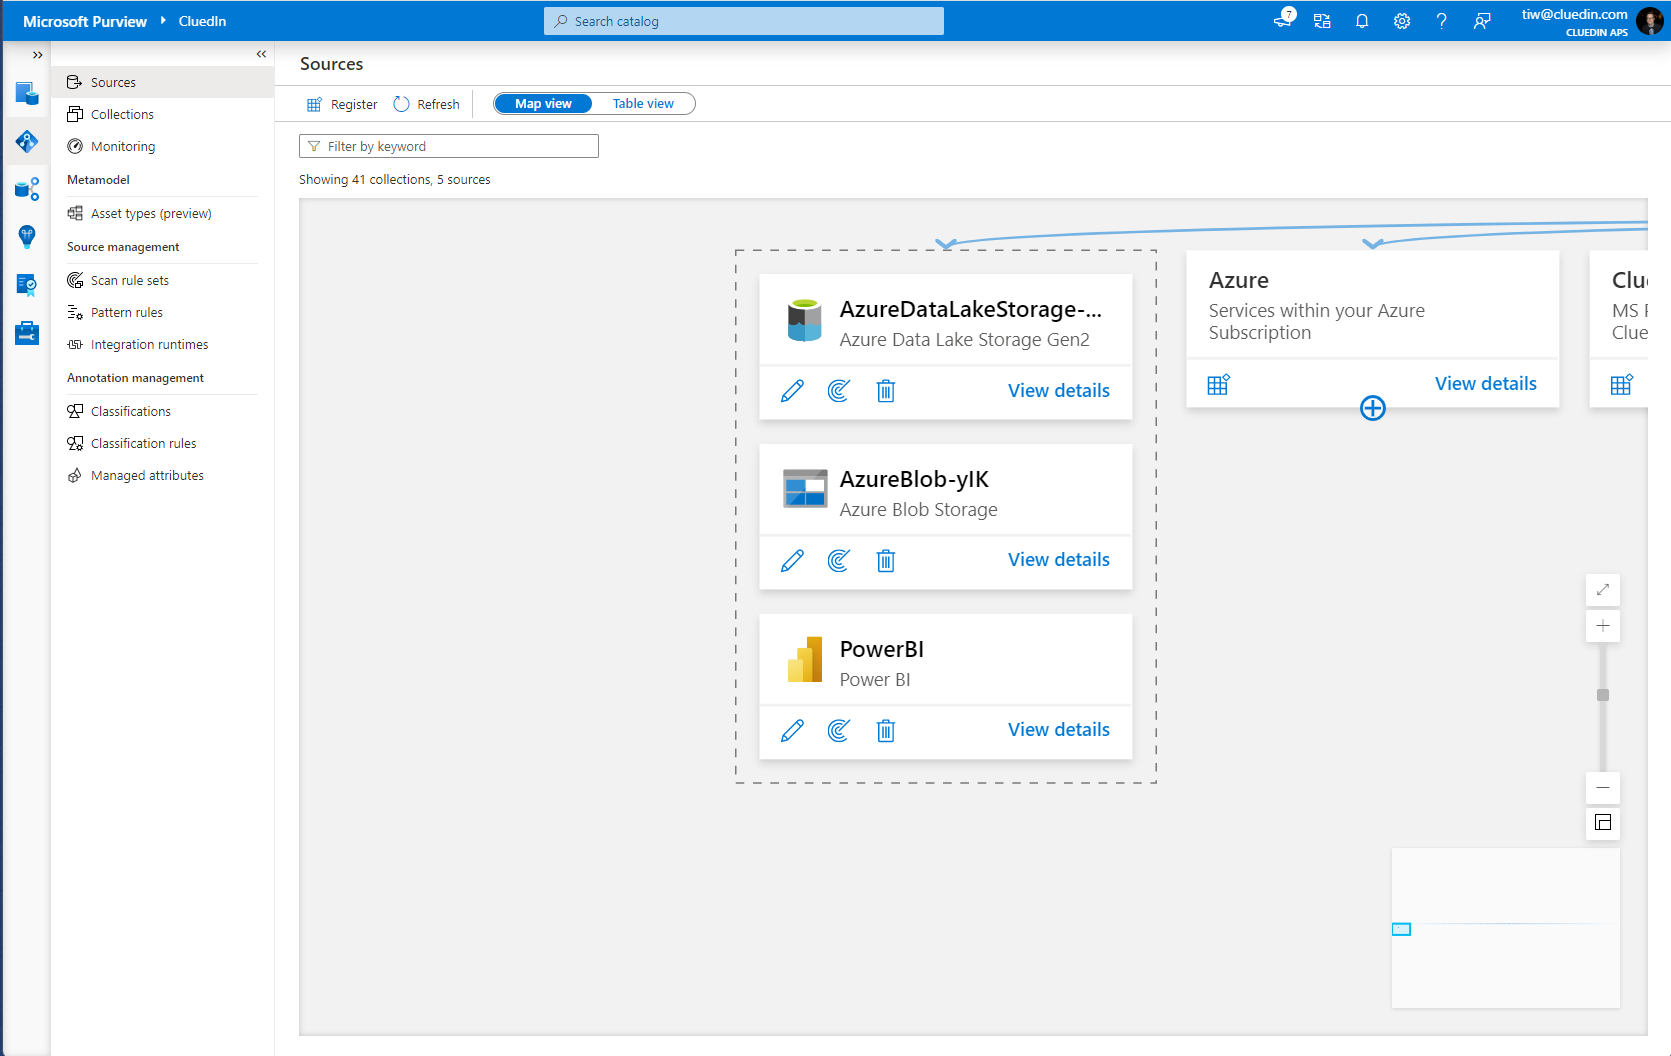 Microsoft Purview
CluedIn
Search catalog
7
tiw@cluedin.com
CLUEDIN APS
Sources
Collections
Monitoring
Metamodel
Asset types (preview)
Source management
Scan rule sets
Pattern rules
Integration runtimes
Annotation management
Classifications
Classification rules
Managed attributes
Sources
Register
Refresh
Map view
Table view
Filter by keyword
Showing 41 collections, 5 sources
AzureDataLakeStorage-...
Azure Data Lake Storage Gen2
View details
AzureBlob-yIK
Azure Blob Storage
View details
PowerBI
Power BI
View details
Azure
Services within your Azure
Subscription
View details
Clue
MS
Clue